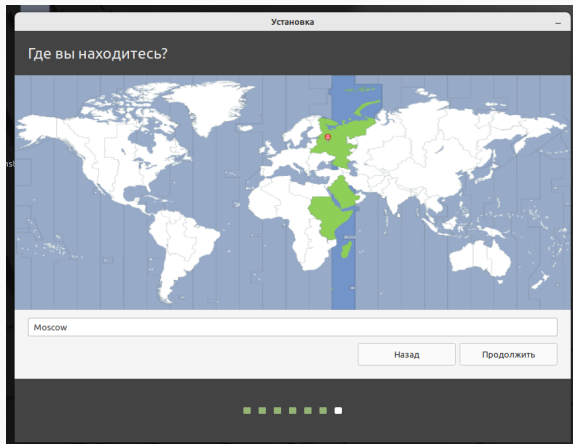 Установка
Где вы находитесь?
Moscow
Назад
Продолжить